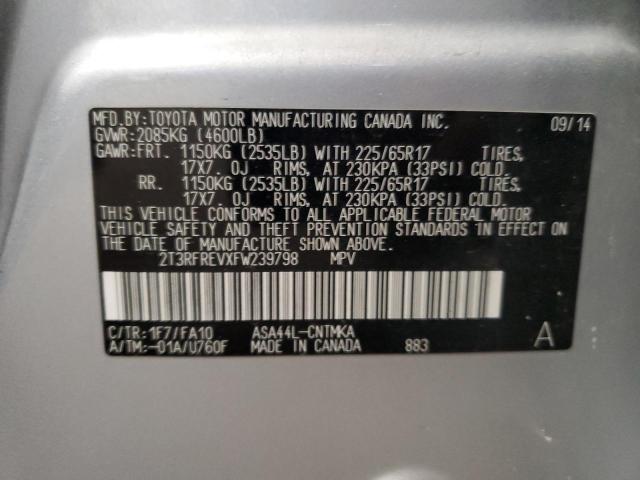 MFD.BY:TOYOTA MOTOR MANUFACTURING CANADA INC. 09/14
GVWR:2085KG (4600LB)
GAWR:FRT. 1150KG (2535LB) WITH 225/65R17 TIRES,
17X7.0J RIMS, AT 230KPA (33PSI) COLD.
RR. 1150KG (2535LB) WITH 225/65R17 TIRES,
17X7.0J RIMS, AT 230KPA (33PSI) COLD.
THIS VEHICLE CONFORMS TO ALL APPLICABLE FEDERAL MOTOR
VEHICLE SAFETY AND THEFT PREVENTION STANDARDS IN EFFECT ON
THE DATE OF MANUFACTURE SHOWN ABOVE.
2T3RFREVXFW239798 MPV
C/TR:1F7/FA10 ASA44L-CNTMKA
A/TM:-01A/U760F MADE IN CANADA 883 A